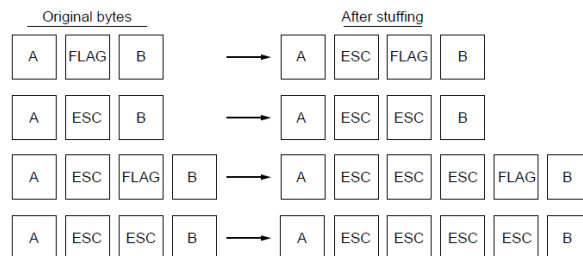 Original bytes After stuffing
A FLAG B A ESC FLAG B
A ESC B A ESC ESC B
A ESC FLAG B A ESC ESC ESC FLAG B
A ESC ESC B A ESC ESC ESC ESC B